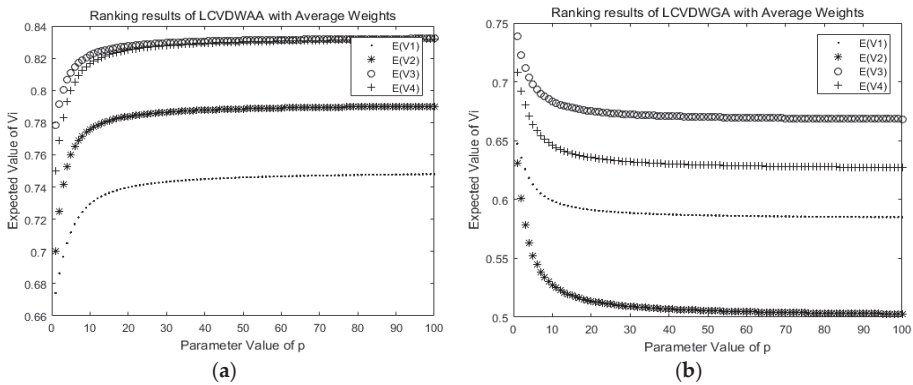 Ranking results of LCVDWAA with Average Weights
Expected Value of Vi
0.84
0.82
0.8
0.78
0.76
0.74
0.72
0.7
0.68
0.66
0 10 20 30 40 50 60 70 80 90 100
Parameter Value of p
E(V1)
E(V2)
E(V3)
E(V4)
(a)
Ranking results of LCVDWGA with Average Weights
Expected Value of Vi
0.75
0.7
0.65
0.6
0.55
0.5
0 10 20 30 40 50 60 70 80 90 100
Parameter Value of p
E(V1)
E(V2)
E(V3)
E(V4)
(b)